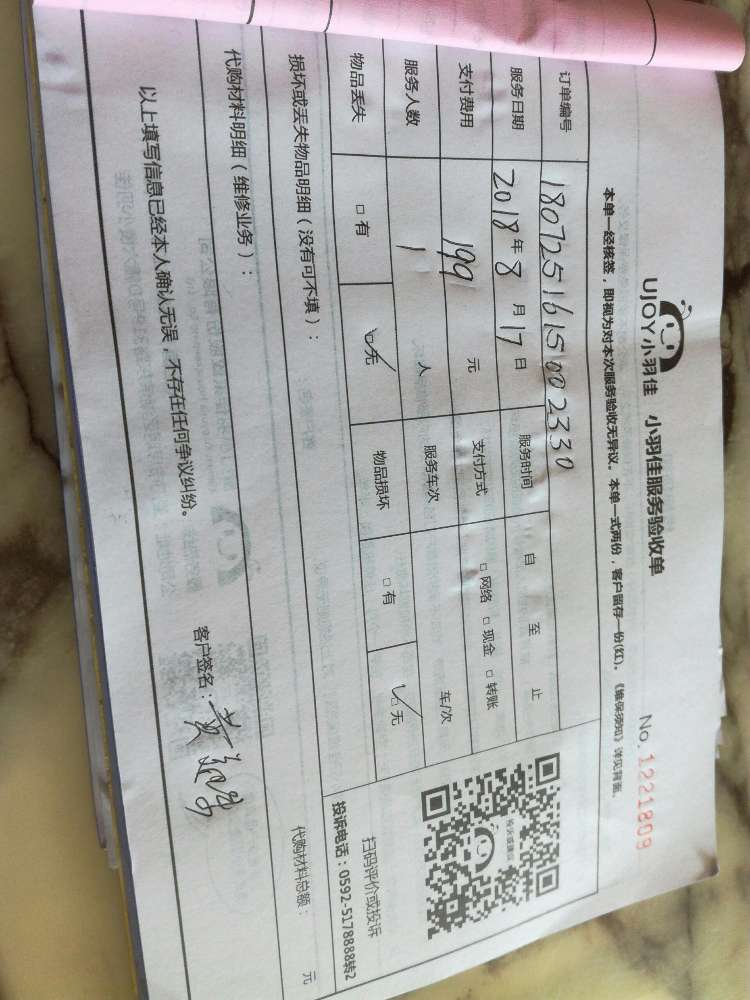 UJOY小羽佳 小羽佳服务验收单 No.1221809
本单一经核签，即视为对本次服务验收无异议。本单一式两份，客户留存一份(红)。《维保须知》详见背面。
订单编号 1807251615002330
服务日期 2018年8月17日 服务时间 自 至 止
支付费用 199 元 支付方式 □网络 □现金 □转账
服务人数 1 人 服务车次 车/次
物品丢失 □有 ☑无 物品损坏 □有 ☑无
投诉或建议
扫码评价或投诉
投诉电话：0592-5178888转2
损坏或丢失物品明细（没有可不填）：
代购材料明细（维修业务）： 代购材料总额： 元
以上填写信息已经本人确认无误，不存在任何争议纠纷。
客户签名：黄